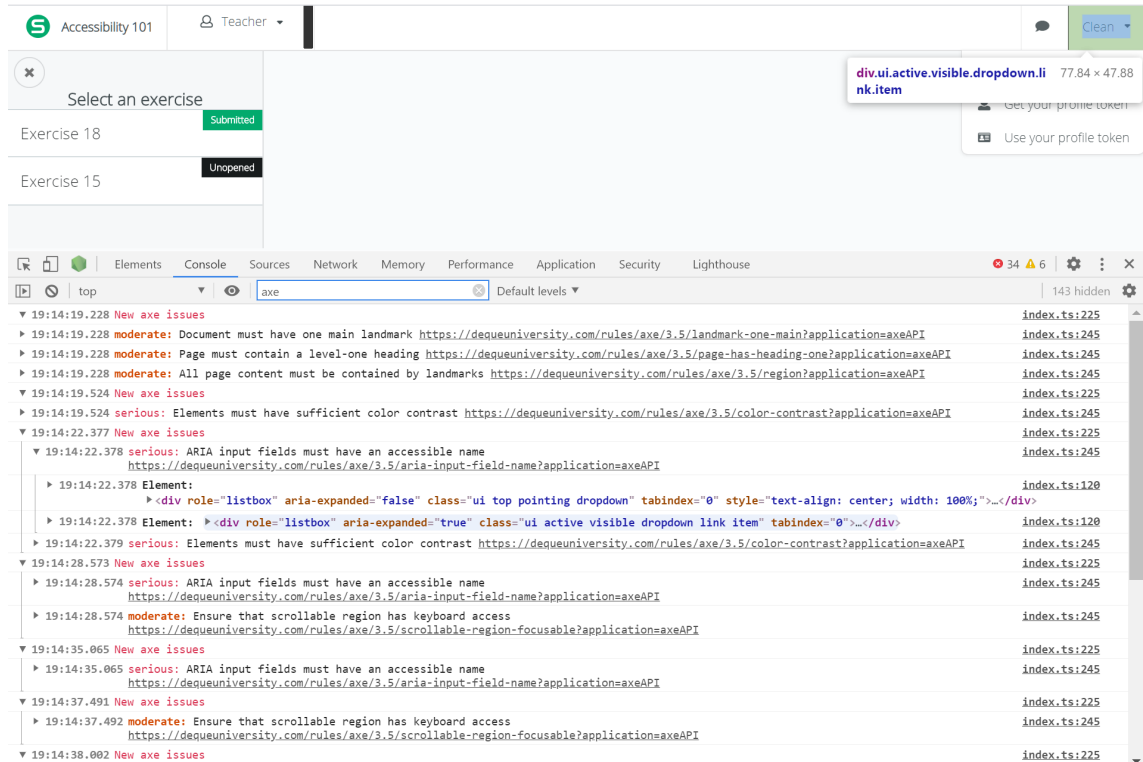 S Accessibility 101 Teacher Clean
div.ui.active.visible.dropdown.li 77.84 × 47.88
nk.item
Select an exercise
Get your profile token
Submitted
Exercise 18
Use your profile token
Unopened
Exercise 15
Elements Console Sources Network Memory Performance Application Security Lighthouse 34 6
top axe Default levels ▼ 143 hidden
▼ 19:14:19.228 New axe issues index.ts:225
▶ 19:14:19.228 moderate: Document must have one main landmark https://dequeuniversity.com/rules/axe/3.5/landmark-one-main?application=axeAPI index.ts:245
▶ 19:14:19.228 moderate: Page must contain a level-one heading https://dequeuniversity.com/rules/axe/3.5/page-has-heading-one?application=axeAPI index.ts:245
▶ 19:14:19.228 moderate: All page content must be contained by landmarks https://dequeuniversity.com/rules/axe/3.5/region?application=axeAPI index.ts:245
▼ 19:14:19.524 New axe issues index.ts:225
▶ 19:14:19.524 serious: Elements must have sufficient color contrast https://dequeuniversity.com/rules/axe/3.5/color-contrast?application=axeAPI index.ts:245
▼ 19:14:22.377 New axe issues index.ts:225
▼ 19:14:22.378 serious: ARIA input fields must have an accessible name index.ts:245
https://dequeuniversity.com/rules/axe/3.5/aria-input-field-name?application=axeAPI
▶ 19:14:22.378 Element: index.ts:120
▶<div role="listbox" aria-expanded="false" class="ui top pointing dropdown" tabindex="0" style="text-align: center; width: 100%;">…</div>
▶ 19:14:22.378 Element: ▶<div role="listbox" aria-expanded="true" class="ui active visible dropdown link item" tabindex="0">…</div> index.ts:120
▶ 19:14:22.379 serious: Elements must have sufficient color contrast https://dequeuniversity.com/rules/axe/3.5/color-contrast?application=axeAPI index.ts:245
▼ 19:14:28.573 New axe issues index.ts:225
▶ 19:14:28.574 serious: ARIA input fields must have an accessible name index.ts:245
https://dequeuniversity.com/rules/axe/3.5/aria-input-field-name?application=axeAPI
▶ 19:14:28.574 moderate: Ensure that scrollable region has keyboard access index.ts:245
https://dequeuniversity.com/rules/axe/3.5/scrollable-region-focusable?application=axeAPI
▼ 19:14:35.065 New axe issues index.ts:225
▶ 19:14:35.065 serious: ARIA input fields must have an accessible name index.ts:245
https://dequeuniversity.com/rules/axe/3.5/aria-input-field-name?application=axeAPI
▼ 19:14:37.491 New axe issues index.ts:225
▶ 19:14:37.492 moderate: Ensure that scrollable region has keyboard access index.ts:245
https://dequeuniversity.com/rules/axe/3.5/scrollable-region-focusable?application=axeAPI
▼ 19:14:38.002 New axe issues index.ts:225